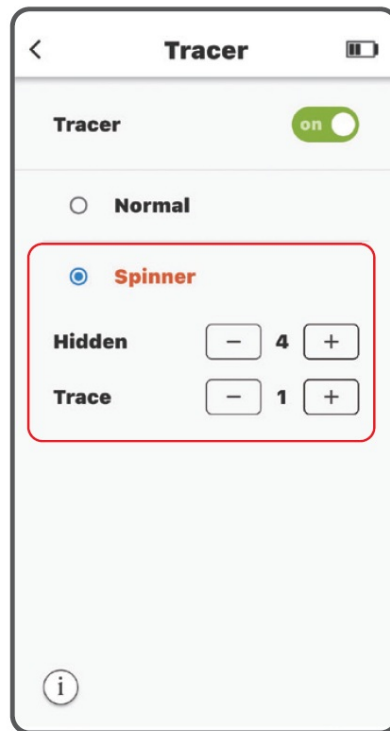 Tracer
Tracer on
Normal
Spinner
Hidden − 4 +
Trace − 1 +
i